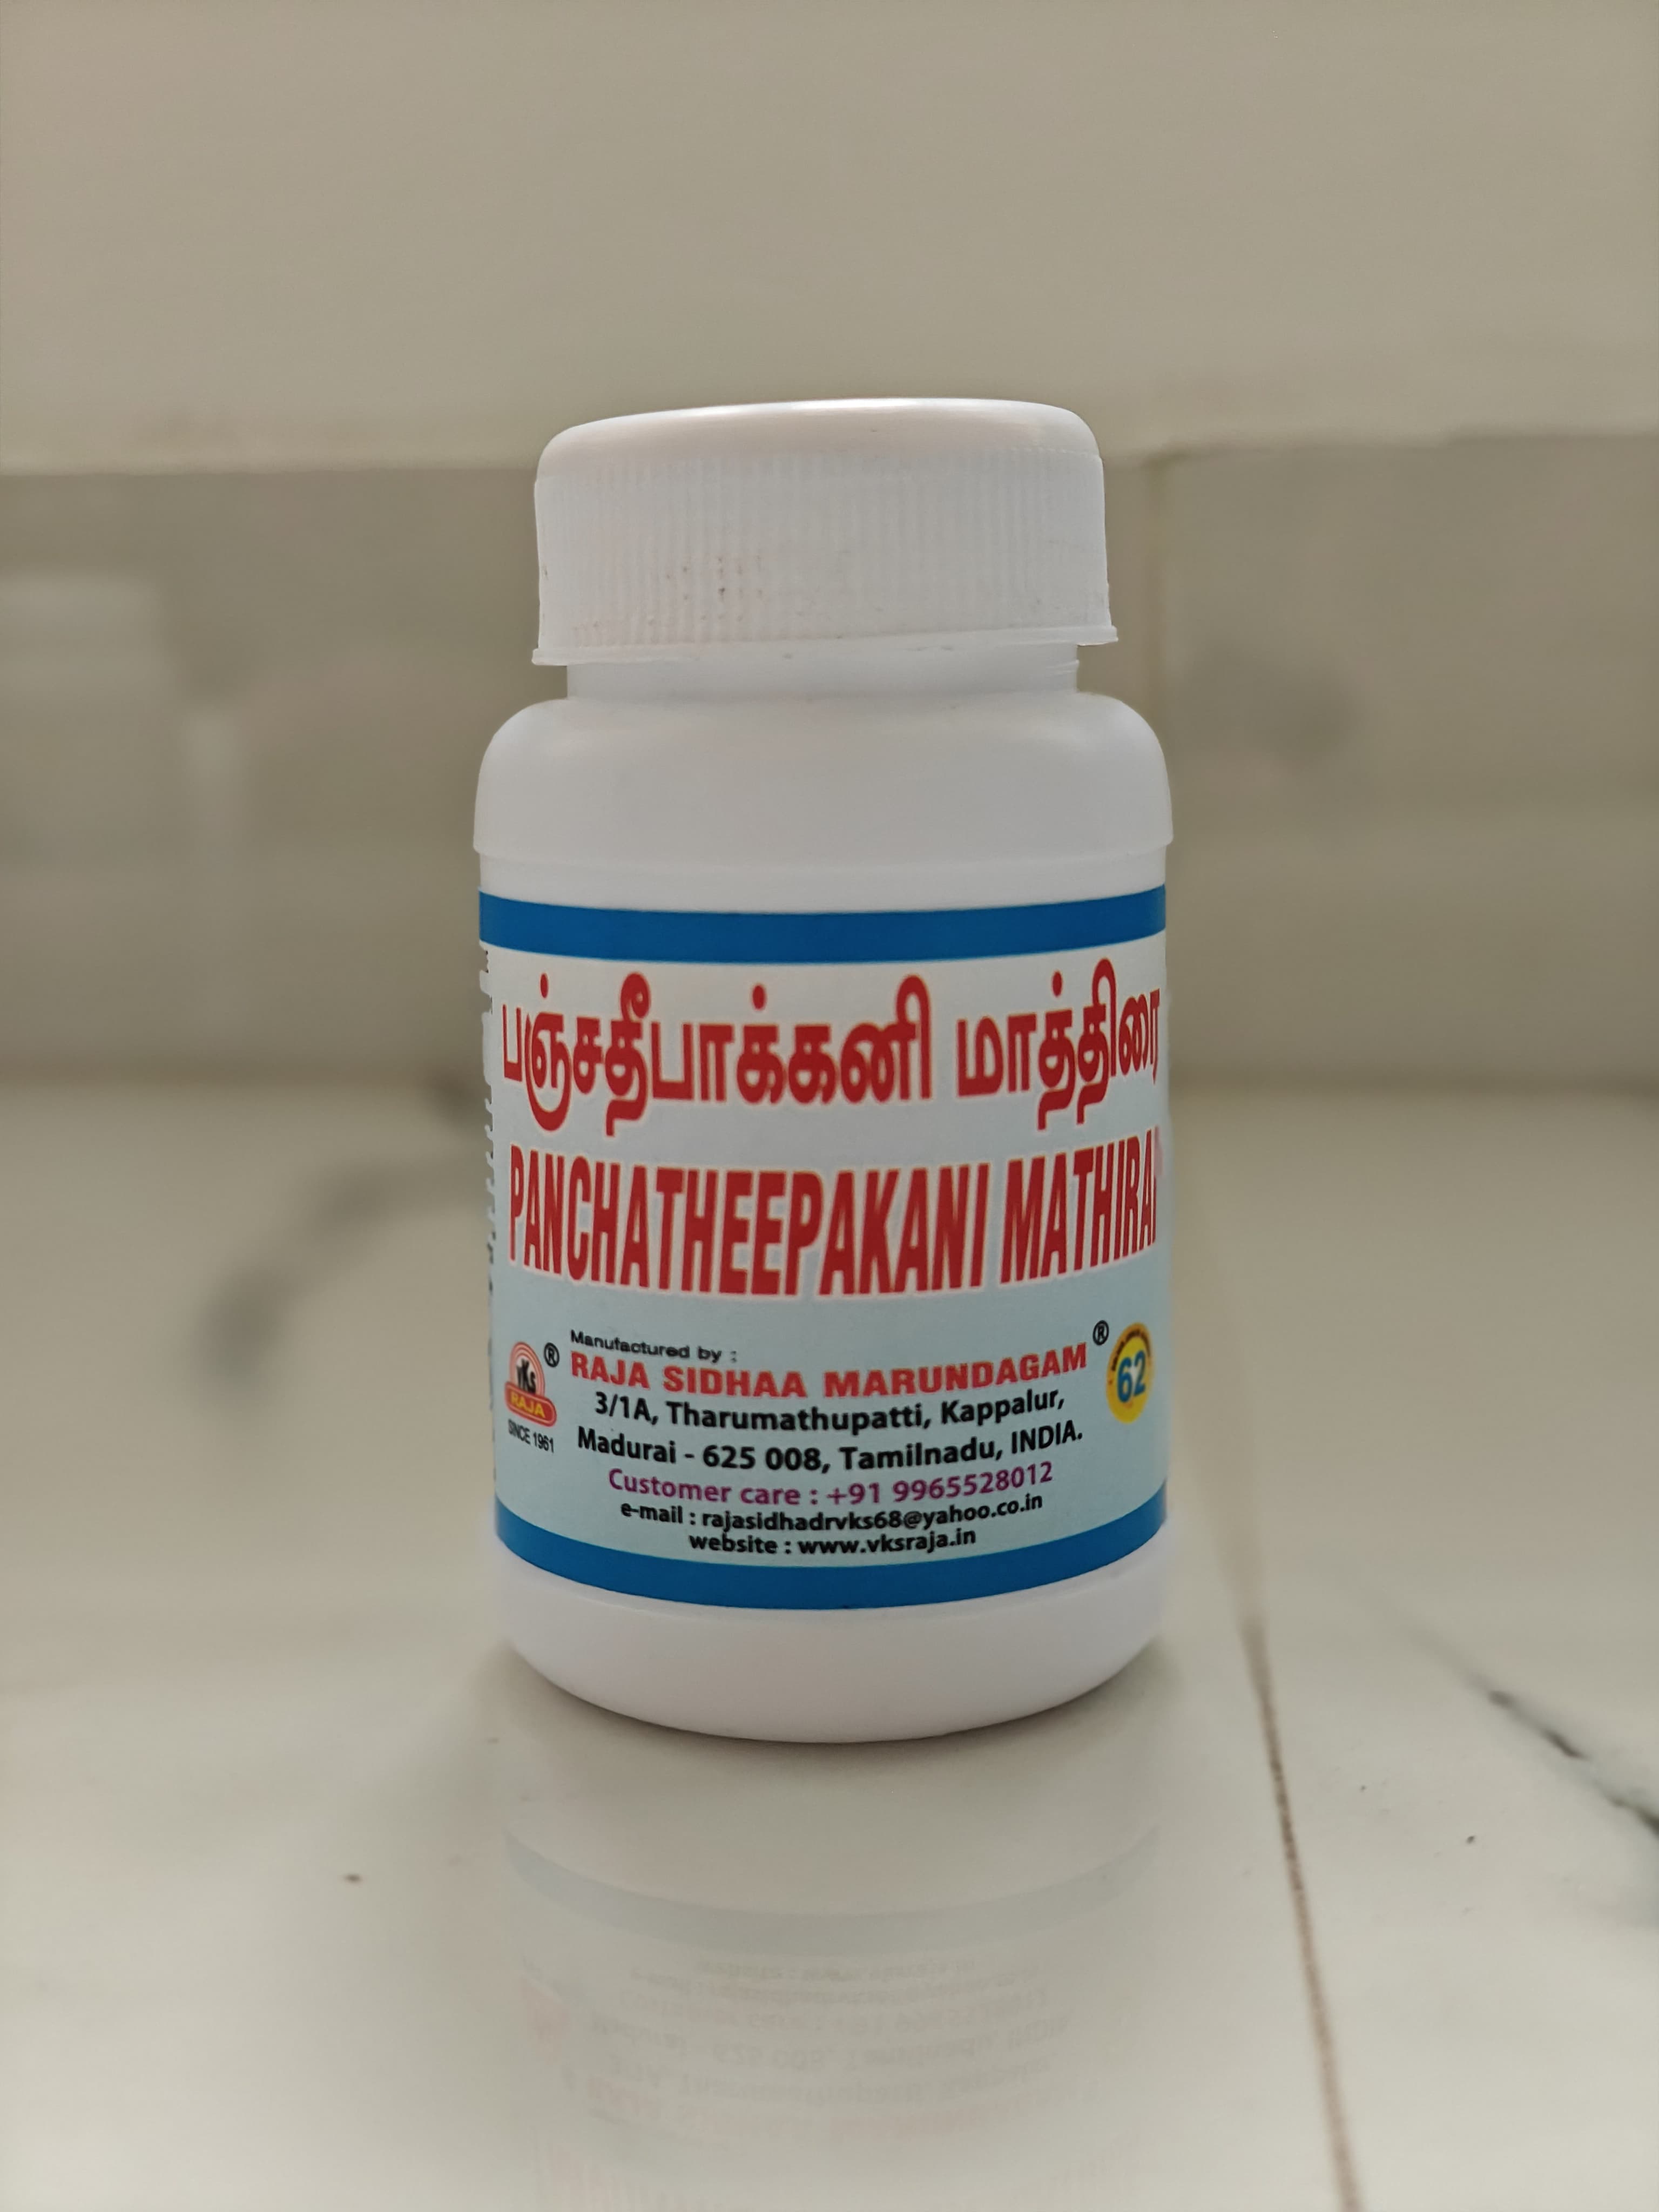 பஞ்சதீபாக்கனி மாத்திரை
PANCHATHEEPAKANI MATHIRAI
Manufactured by :
RAJA SIDHAA MARUNDAGAM ®
3/1A, Tharumathupatti, Kappalur,
Madurai - 625 008, Tamilnadu, INDIA.
Customer care : +91 9965528012
e-mail : rajasidhadrvks68@yahoo.co.in
website : www.vksraja.in
VKS ®
RAJA
SINCE 1961
62